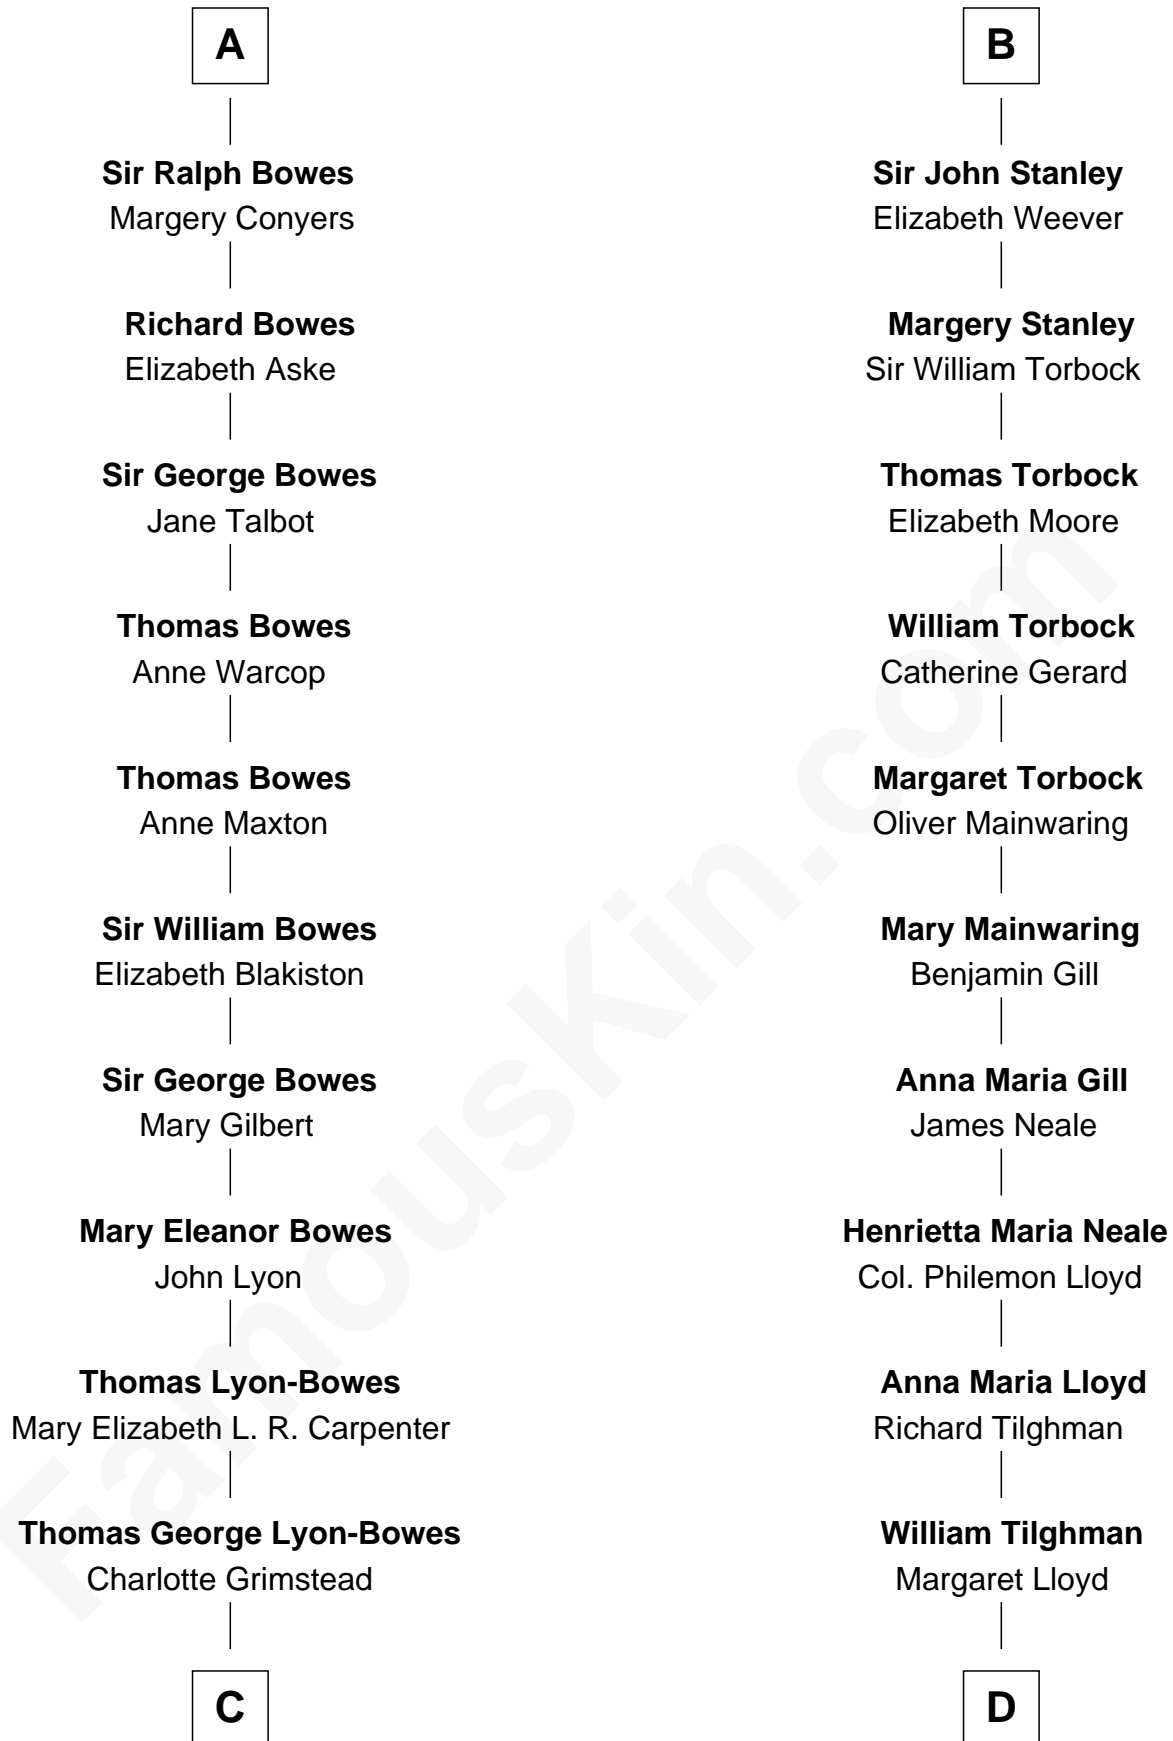 A
Sir Ralph Bowes
Margery Conyers
Richard Bowes
Elizabeth Aske
Sir George Bowes
Jane Talbot
Thomas Bowes
Anne Warcop
Thomas Bowes
Anne Maxton
Sir William Bowes
Elizabeth Blakiston
Sir George Bowes
Mary Gilbert
Mary Eleanor Bowes
John Lyon
Thomas Lyon-Bowes
Mary Elizabeth L. R. Carpenter
Thomas George Lyon-Bowes
Charlotte Grimstead
C
B
Sir John Stanley
Elizabeth Weever
Margery Stanley
Sir William Torbock
Thomas Torbock
Elizabeth Moore
William Torbock
Catherine Gerard
Margaret Torbock
Oliver Mainwaring
Mary Mainwaring
Benjamin Gill
Anna Maria Gill
James Neale
Henrietta Maria Neale
Col. Philemon Lloyd
Anna Maria Lloyd
Richard Tilghman
William Tilghman
Margaret Lloyd
D
FamousKin.com